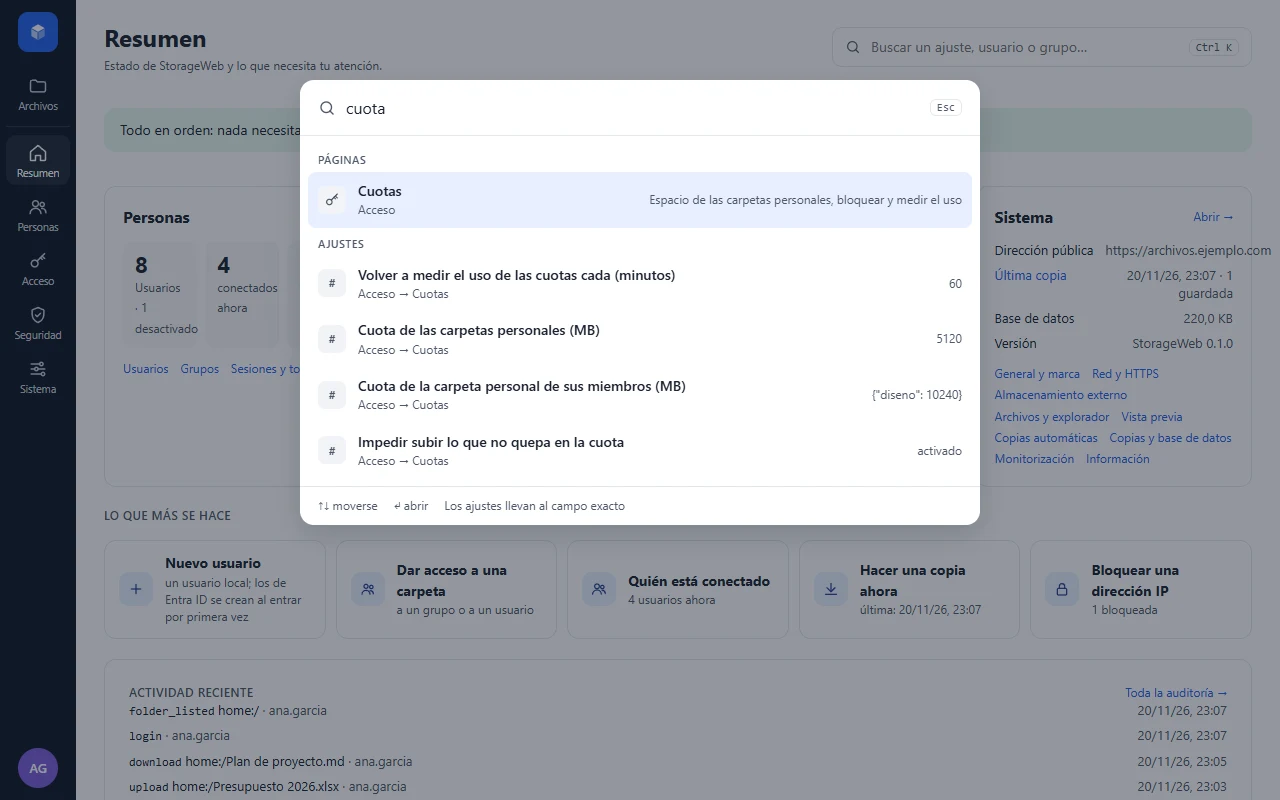 Archivos
Resumen
Personas
Acceso
Seguridad
Sistema
AG
Resumen
Estado de StorageWeb y lo que necesita tu atención.
Buscar un ajuste, usuario o grupo...
Ctrl K
Todo en orden: nada necesita
cuota
Esc
PÁGINAS
Cuotas
Acceso
Espacio de las carpetas personales, bloquear y medir el uso
AJUSTES
#
Volver a medir el uso de las cuotas cada (minutos)
Acceso → Cuotas
60
#
Cuota de las carpetas personales (MB)
Acceso → Cuotas
5120
#
Cuota de la carpeta personal de sus miembros (MB)
Acceso → Cuotas
{"diseno": 10240}
#
Impedir subir lo que no quepa en la cuota
Acceso → Cuotas
activado
↑↓ moverse ↵ abrir Los ajustes llevan al campo exacto
Personas
8
Usuarios
· 1
desactivado
4
conectados
ahora
Usuarios Grupos Sesiones y to
Sistema
Abrir →
Dirección pública https://archivos.ejemplo.com
Última copia 20/11/26, 23:07 · 1
guardada
Base de datos 220,0 KB
Versión StorageWeb 0.1.0
General y marca Red y HTTPS
Almacenamiento externo
Archivos y explorador Vista previa
Copias automáticas Copias y base de datos
Monitorización Información
LO QUE MÁS SE HACE
Nuevo usuario
un usuario local; los de
Entra ID se crean al entrar
por primera vez
Dar acceso a una
carpeta
a un grupo o a un usuario
Quién está conectado
4 usuarios ahora
Hacer una copia
ahora
última: 20/11/26, 23:07
Bloquear una
dirección IP
1 bloqueada
ACTIVIDAD RECIENTE
Toda la auditoría →
folder_listed home:/ · ana.garcia 20/11/26, 23:07
login · ana.garcia 20/11/26, 23:07
download home:/Plan de proyecto.md · ana.garcia 20/11/26, 23:05
upload home:/Presupuesto 2026.xlsx · ana.garcia 20/11/26, 23:03